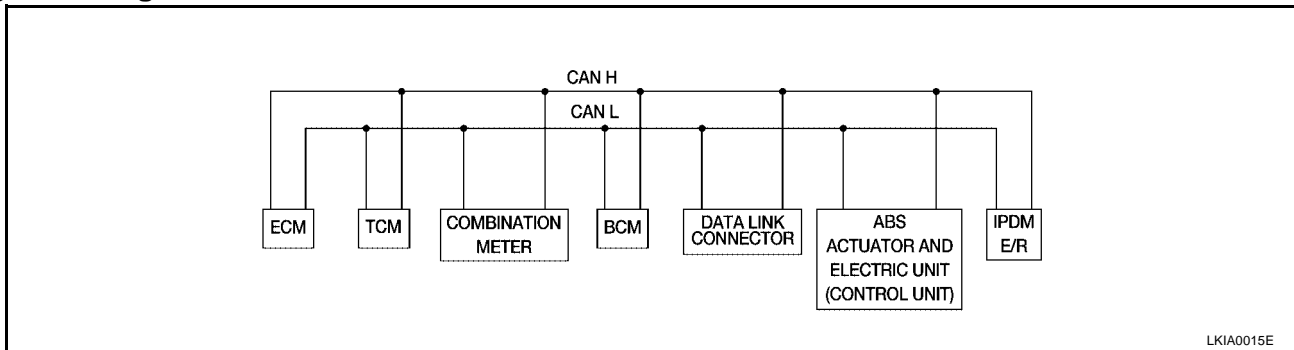 CAN H
CAN L
ECM
TCM
COMBINATION
METER
BCM
DATA LINK
CONNECTOR
ABS
ACTUATOR AND
ELECTRIC UNIT
(CONTROL UNIT)
IPDM
E/R
LKIA0015E